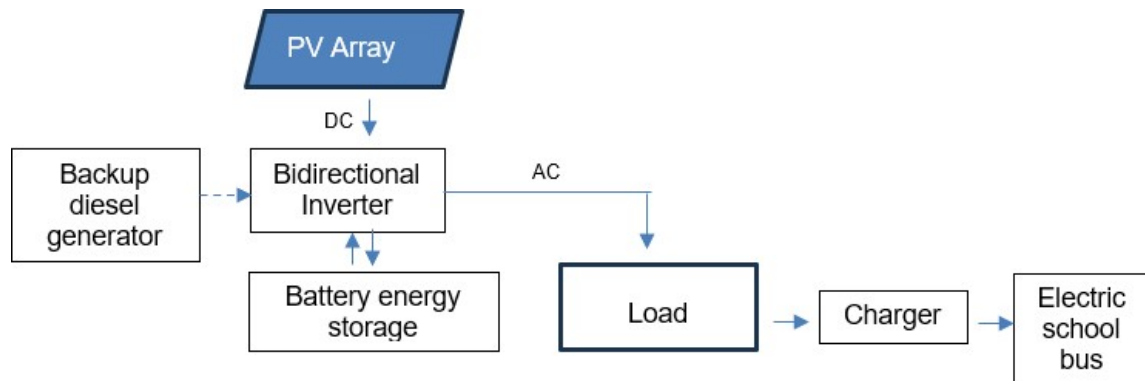 PV Array
DC
Backup
diesel
generator
Bidirectional
Inverter
AC
Battery energy
storage
Load
Charger
Electric
school
bus